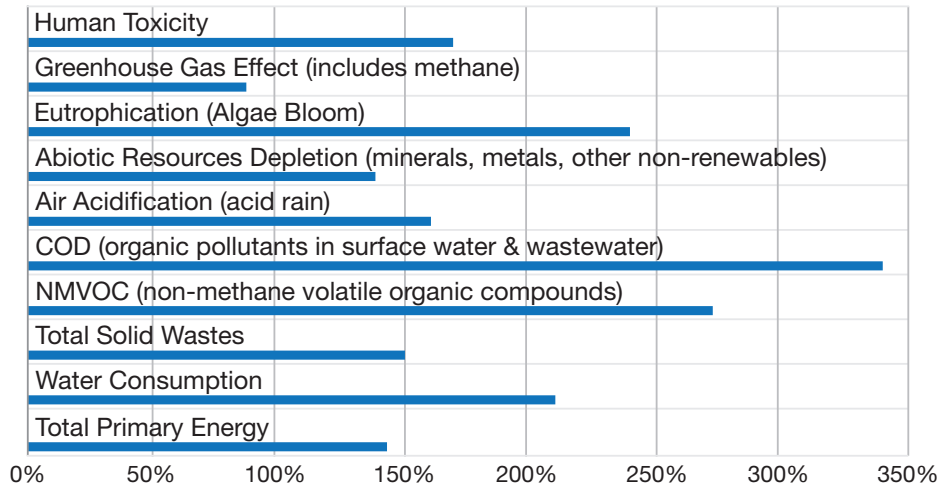 Human Toxicity
Greenhouse Gas Effect (includes methane)
Eutrophication (Algae Bloom)
Abiotic Resources Depletion (minerals, metals, other non-renewables)
Air Acidification (acid rain)
COD (organic pollutants in surface water & wastewater)
NMVOC (non-methane volatile organic compounds)
Total Solid Wastes
Water Consumption
Total Primary Energy
0% 50% 100% 150% 200% 250% 300% 350%